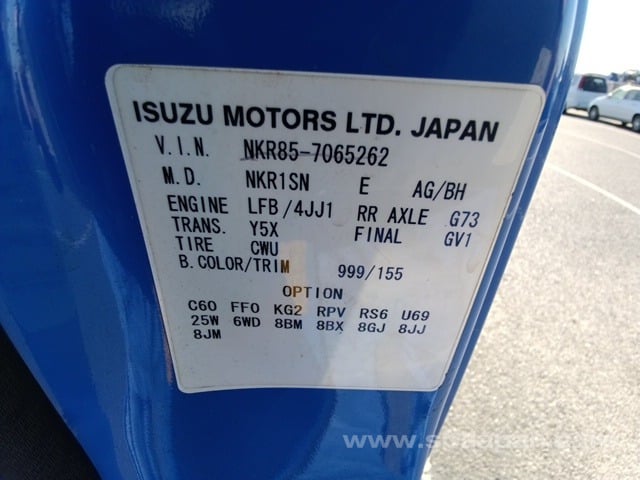 ISUZU MOTORS LTD. JAPAN
V.I.N. NKR85-7065262
M.D. NKR1SN E AG/BH
ENGINE LFB/4JJ1 RR AXLE G73
TRANS. Y5X FINAL GV1
TIRE CWU
B.COLOR/TRIM 999/155
OPTION
C60 FF0 KG2 RPV RS6 U69
25W 6WD 8BM 8BX 8GJ 8JJ
8JM